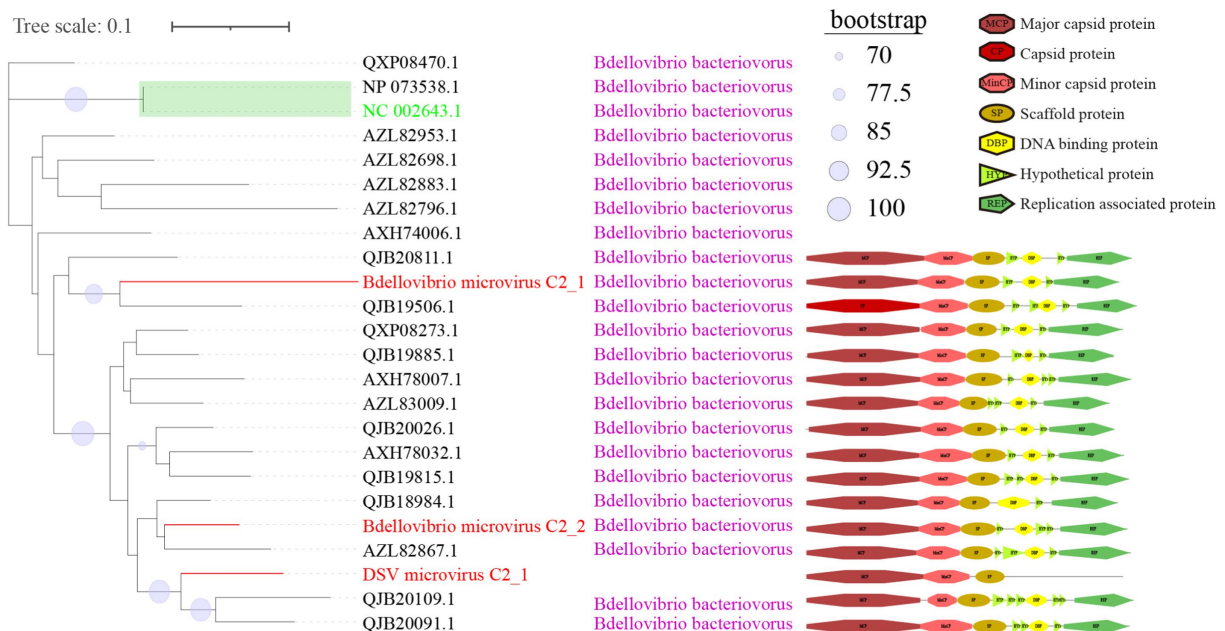 Tree scale: 0.1
bootstrap
70
77.5
85
92.5
100
MCP Major capsid protein
CP Capsid protein
MinCP Minor capsid protein
SP Scaffold protein
DBP DNA binding protein
HYP Hypothetical protein
REP Replication associated protein
QXP08470.1 Bdellovibrio bacteriovorus
NP 073538.1 Bdellovibrio bacteriovorus
NC 002643.1 Bdellovibrio bacteriovorus
AZL82953.1 Bdellovibrio bacteriovorus
AZL82698.1 Bdellovibrio bacteriovorus
AZL82883.1 Bdellovibrio bacteriovorus
AZL82796.1 Bdellovibrio bacteriovorus
AXH74006.1 Bdellovibrio bacteriovorus
QJB20811.1 Bdellovibrio bacteriovorus
Bdellovibrio microvirus C2_1 Bdellovibrio bacteriovorus
QJB19506.1 Bdellovibrio bacteriovorus
QXP08273.1 Bdellovibrio bacteriovorus
QJB19885.1 Bdellovibrio bacteriovorus
AXH78007.1 Bdellovibrio bacteriovorus
AZL83009.1 Bdellovibrio bacteriovorus
QJB20026.1 Bdellovibrio bacteriovorus
AXH78032.1 Bdellovibrio bacteriovorus
QJB19815.1 Bdellovibrio bacteriovorus
QJB18984.1 Bdellovibrio bacteriovorus
Bdellovibrio microvirus C2_2 Bdellovibrio bacteriovorus
AZL82867.1 Bdellovibrio bacteriovorus
DSV microvirus C2_1
QJB20109.1 Bdellovibrio bacteriovorus
QJB20091.1 Bdellovibrio bacteriovorus